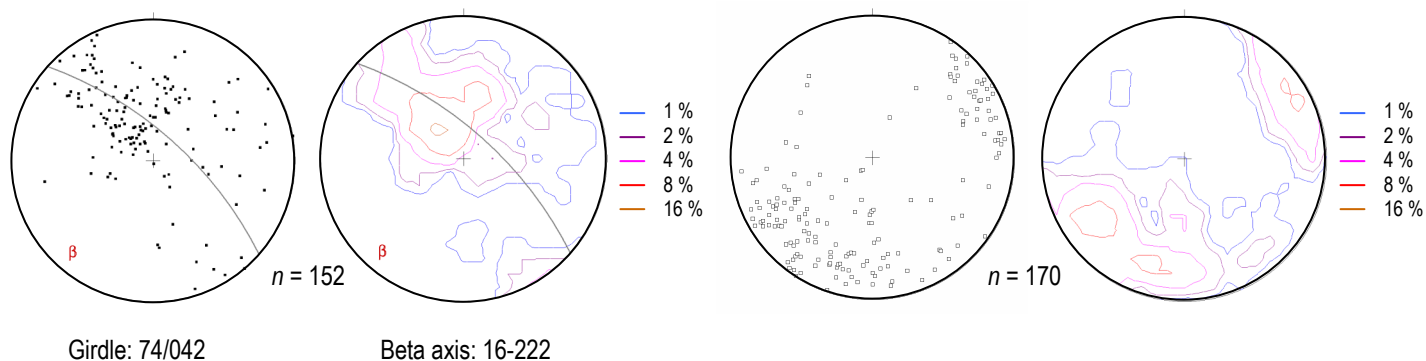 β
β
1 %
2 %
4 %
8 %
16 %
1 %
2 %
4 %
8 %
16 %
n = 152
n = 170
Girdle: 74/042
Beta axis: 16-222